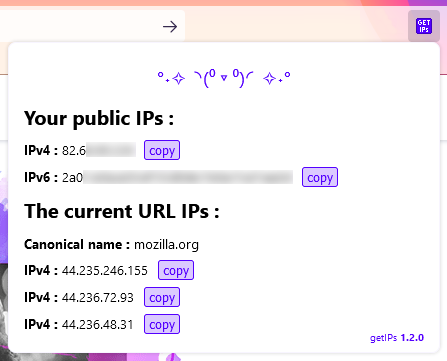 GET
IPs
°˖✧ ◝(⁰ ▿ ⁰)◜ ✧˖°
Your public IPs :
IPv4 : 82.6 copy
IPv6 : 2a0 copy
The current URL IPs :
Canonical name : mozilla.org
IPv4 : 44.235.246.155 copy
IPv4 : 44.236.72.93 copy
IPv4 : 44.236.48.31 copy
getIPs 1.2.0